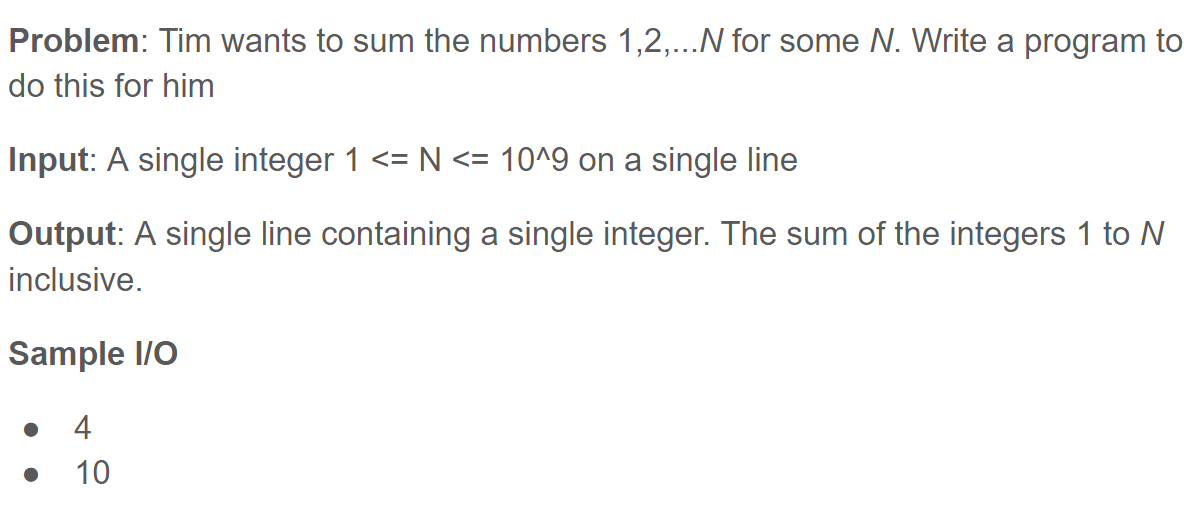 Problem: Tim wants to sum the numbers 1,2,...N for some N. Write a program to
do this for him
Input: A single integer 1 <= N <= 10^9 on a single line
Output: A single line containing a single integer. The sum of the integers 1 to N
inclusive.
Sample I/O
● 4
● 10